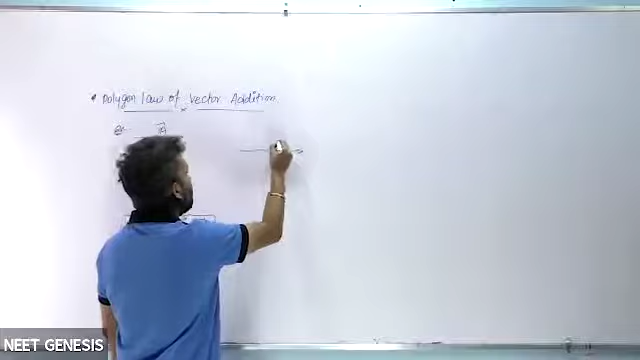 • Polygon law of Vector Addition
A
NEET GENESIS